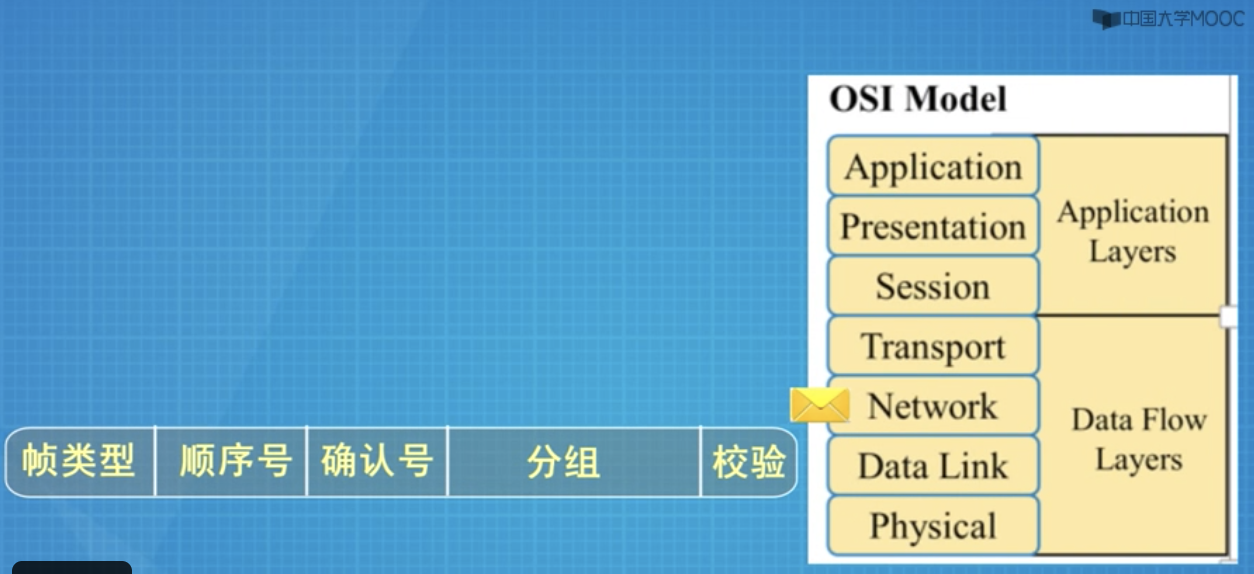 中国大学MOOC
OSI Model
Application
Presentation
Session
Transport
Network
Data Link
Physical
Application
Layers
Data Flow
Layers
帧类型 顺序号 确认号 分组 校验